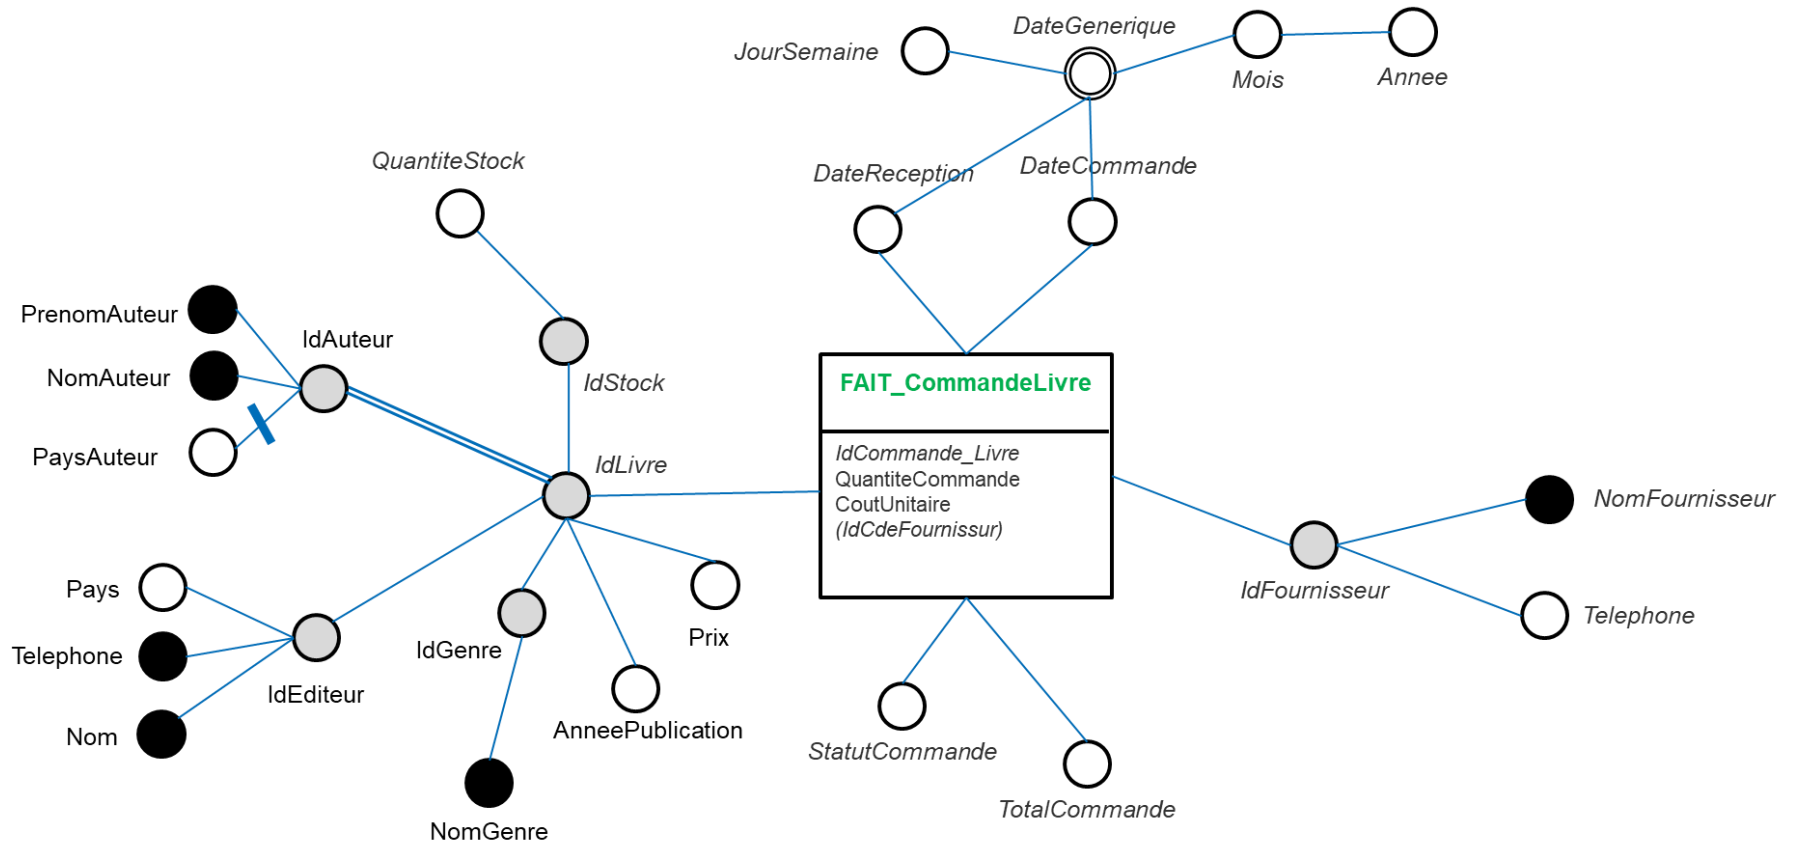 DateGenerique
JourSemaine
Mois
Annee
QuantiteStock
DateReception
DateCommande
PrenomAuteur
IdAuteur
NomAuteur
IdStock
PaysAuteur
IdLivre
FAIT_CommandeLivre
IdCommande_Livre
QuantiteCommande
CoutUnitaire
(IdCdeFournissur)
NomFournisseur
IdFournisseur
Telephone
Pays
Telephone
IdEditeur
Nom
IdGenre
Prix
AnneePublication
NomGenre
StatutCommande
TotalCommande